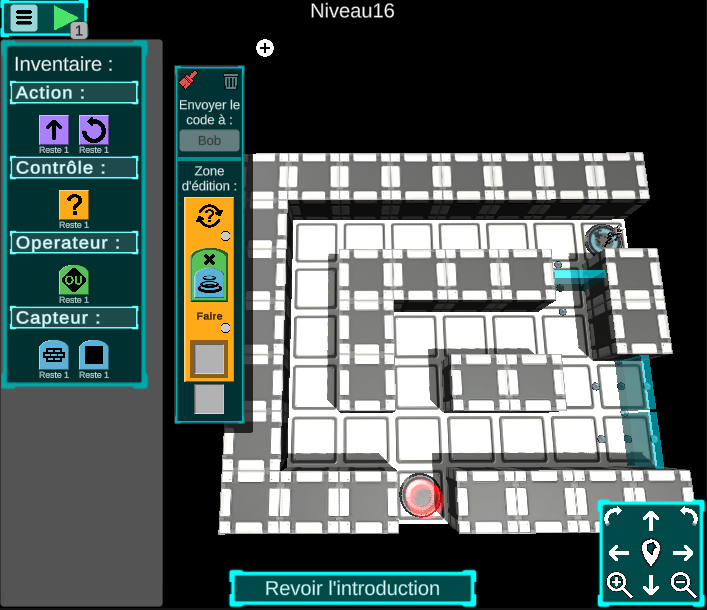 Niveau16
1
Inventaire :
Action :
Reste 1
Reste 1
Contrôle :
Reste 1
Operateur :
OU
Reste 1
Capteur :
Reste 1
Reste 1
Envoyer le
code à :
Bob
Zone
d'édition :
Faire
Revoir l'introduction